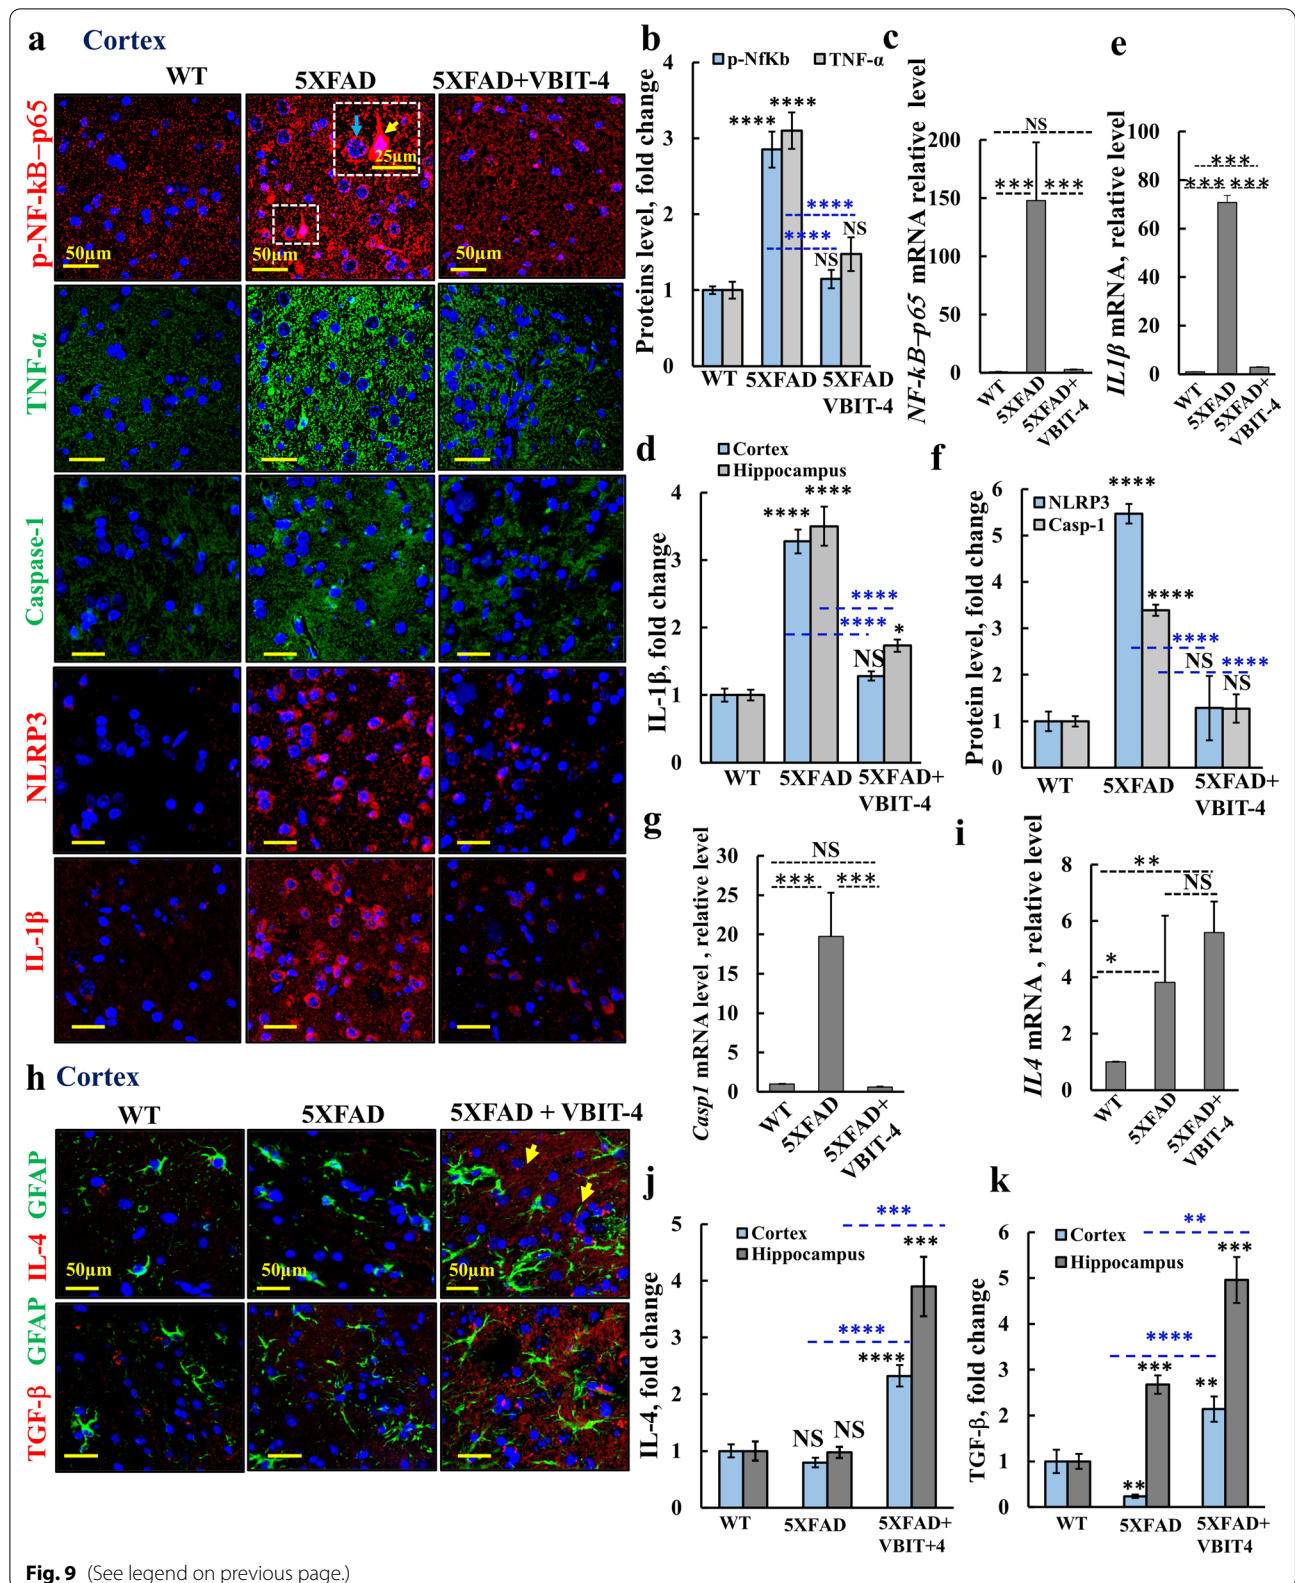 a Cortex
WT 5XFAD 5XFAD+VBIT-4
p-NF-kB–p65
25µm
50µm 50µm 50µm
TNF-α
Caspase-1
NLRP3
IL-1β
b
p-NfKb TNF-α
Proteins level, fold change
4
3
2
1
0
**** ****
****
****
NS NS
WT 5XFAD 5XFAD
VBIT-4
c
NF-kB–p65 mRNA relative level
200
150
100
50
0
NS
*** ***
WT 5XFAD 5XFAD+
VBIT-4
e
IL1β mRNA, relative level
100
80
60
40
20
0
***
*** ***
WT 5XFAD 5XFAD+
VBIT-4
d
Cortex
Hippocampus
IL-1β, fold change
4
3
2
1
0
**** ****
****
****
NS *
WT 5XFAD 5XFAD+
VBIT-4
f
NLRP3
Casp-1
Protein level, fold change
6
5
4
3
2
1
0
****
****
****
NS ****
NS
WT 5XFAD 5XFAD+
VBIT-4
g
Casp1 mRNA level , relative level
30
25
20
15
10
5
0
NS
*** ***
WT 5XFAD 5XFAD+
VBIT-4
i
IL4 mRNA , relative level
8
6
4
2
0
**
NS
*
WT 5XFAD 5XFAD+
VBIT-4
h Cortex
WT 5XFAD 5XFAD + VBIT-4
IL-4 GFAP
50µm 50µm 50µm
TGF-β GFAP
j
Cortex
Hippocampus
IL-4, fold change
5
4
3
2
1
0
***
***
****
****
NS NS
WT 5XFAD 5XFAD+
VBIT+4
k
Cortex
Hippocampus
TGF-β, fold change
6
5
4
3
2
1
0
**
***
****
*** **
**
WT 5XFAD 5XFAD+
VBIT4
Fig. 9 (See legend on previous page.)